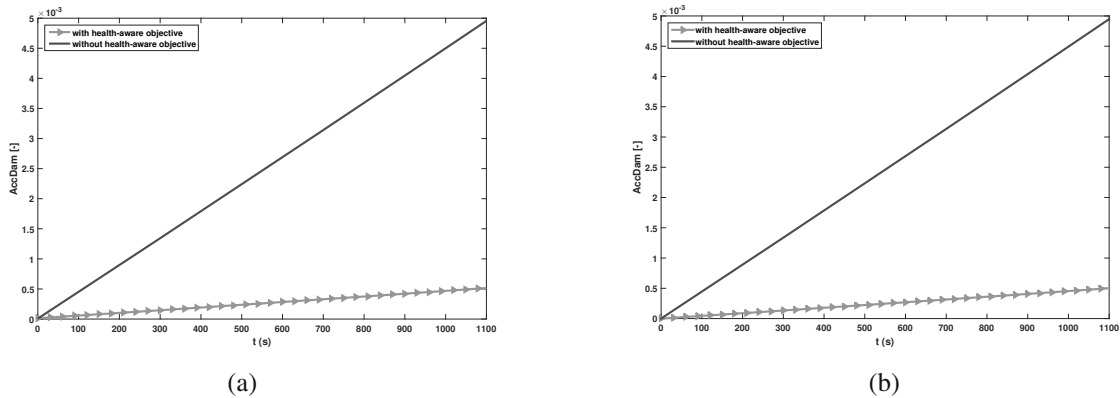 ×10⁻³
5
4.5
4
3.5
3
2.5
2
1.5
1
0.5
0
AccDam [-]
with health-aware objective
without health-aware objective
0 100 200 300 400 500 600 700 800 900 1000 1100
t (s)
(a)
×10⁻³
5
4.5
4
3.5
3
2.5
2
1.5
1
0.5
0
AccDam [-]
with health-aware objective
without health-aware objective
0 100 200 300 400 500 600 700 800 900 1000 1100
t (s)
(b)